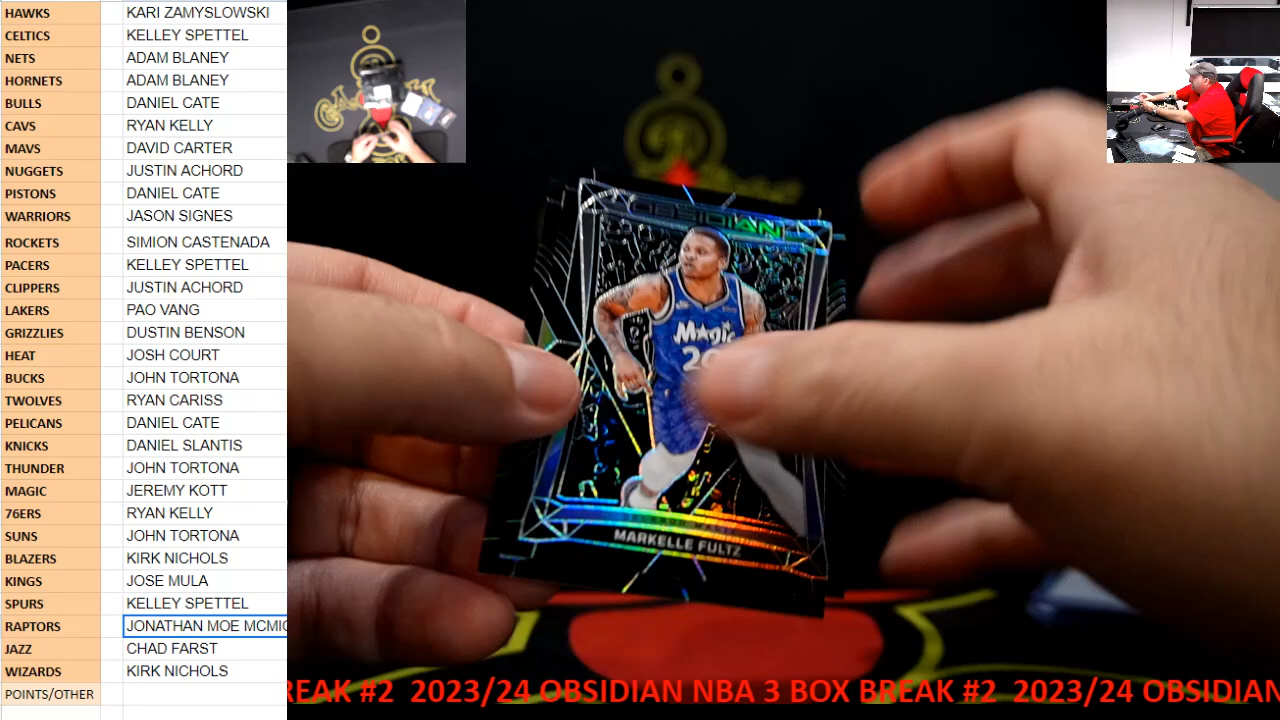 HAWKS KARI ZAMYSLOWSKI
CELTICS KELLEY SPETTEL
NETS ADAM BLANEY
HORNETS ADAM BLANEY
BULLS DANIEL CATE
CAVS RYAN KELLY
MAVS DAVID CARTER
NUGGETS JUSTIN ACHORD
PISTONS DANIEL CATE
WARRIORS JASON SIGNES
ROCKETS SIMION CASTENADA
PACERS KELLEY SPETTEL
CLIPPERS JUSTIN ACHORD
LAKERS PAO VANG
GRIZZLIES DUSTIN BENSON
HEAT JOSH COURT
BUCKS JOHN TORTONA
TWOLVES RYAN CARISS
PELICANS DANIEL CATE
KNICKS DANIEL SLANTIS
THUNDER JOHN TORTONA
MAGIC JEREMY KOTT
76ERS RYAN KELLY
SUNS JOHN TORTONA
BLAZERS KIRK NICHOLS
KINGS JOSE MULA
SPURS KELLEY SPETTEL
RAPTORS JONATHAN MOE MCMIC
JAZZ CHAD FARST
WIZARDS KIRK NICHOLS
POINTS/OTHER
OBSIDIAN
MAGIC
MARKELLE FULTZ
REAK #2 2023/24 OBSIDIAN NBA 3 BOX BREAK #2 2023/24 OBSIDIAN